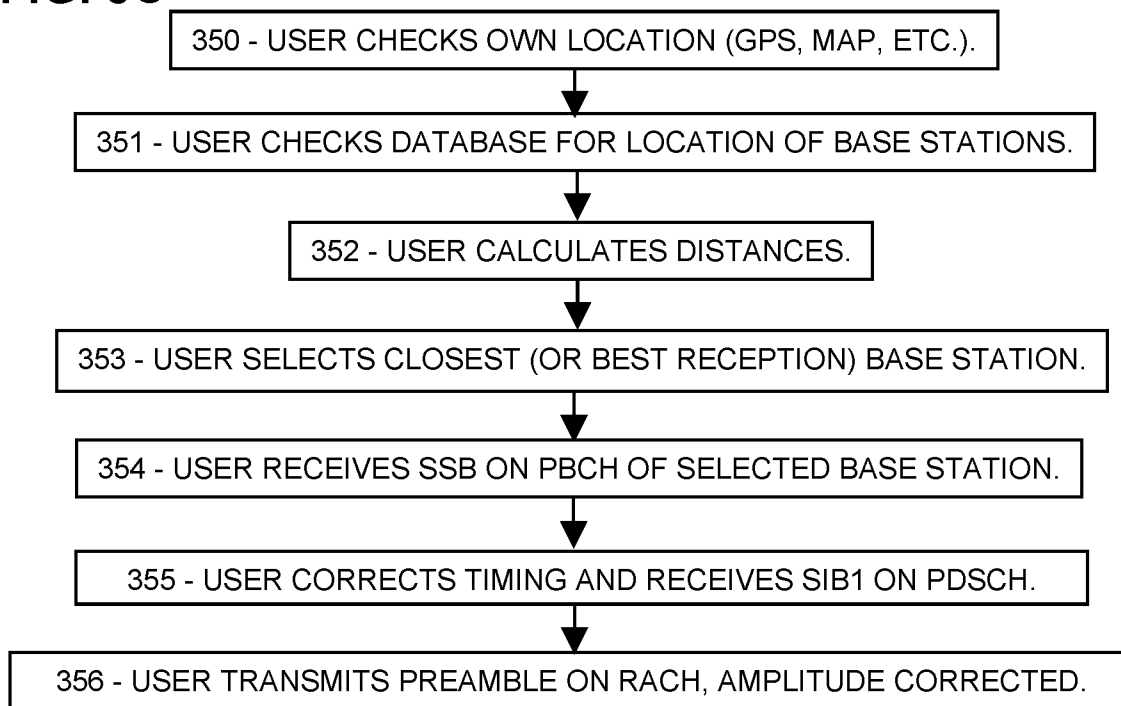 350 - USER CHECKS OWN LOCATION (GPS, MAP, ETC.).
351 - USER CHECKS DATABASE FOR LOCATION OF BASE STATIONS.
352 - USER CALCULATES DISTANCES.
353 - USER SELECTS CLOSEST (OR BEST RECEPTION) BASE STATION.
354 - USER RECEIVES SSB ON PBCH OF SELECTED BASE STATION.
355 - USER CORRECTS TIMING AND RECEIVES SIB1 ON PDSCH.
356 - USER TRANSMITS PREAMBLE ON RACH, AMPLITUDE CORRECTED.